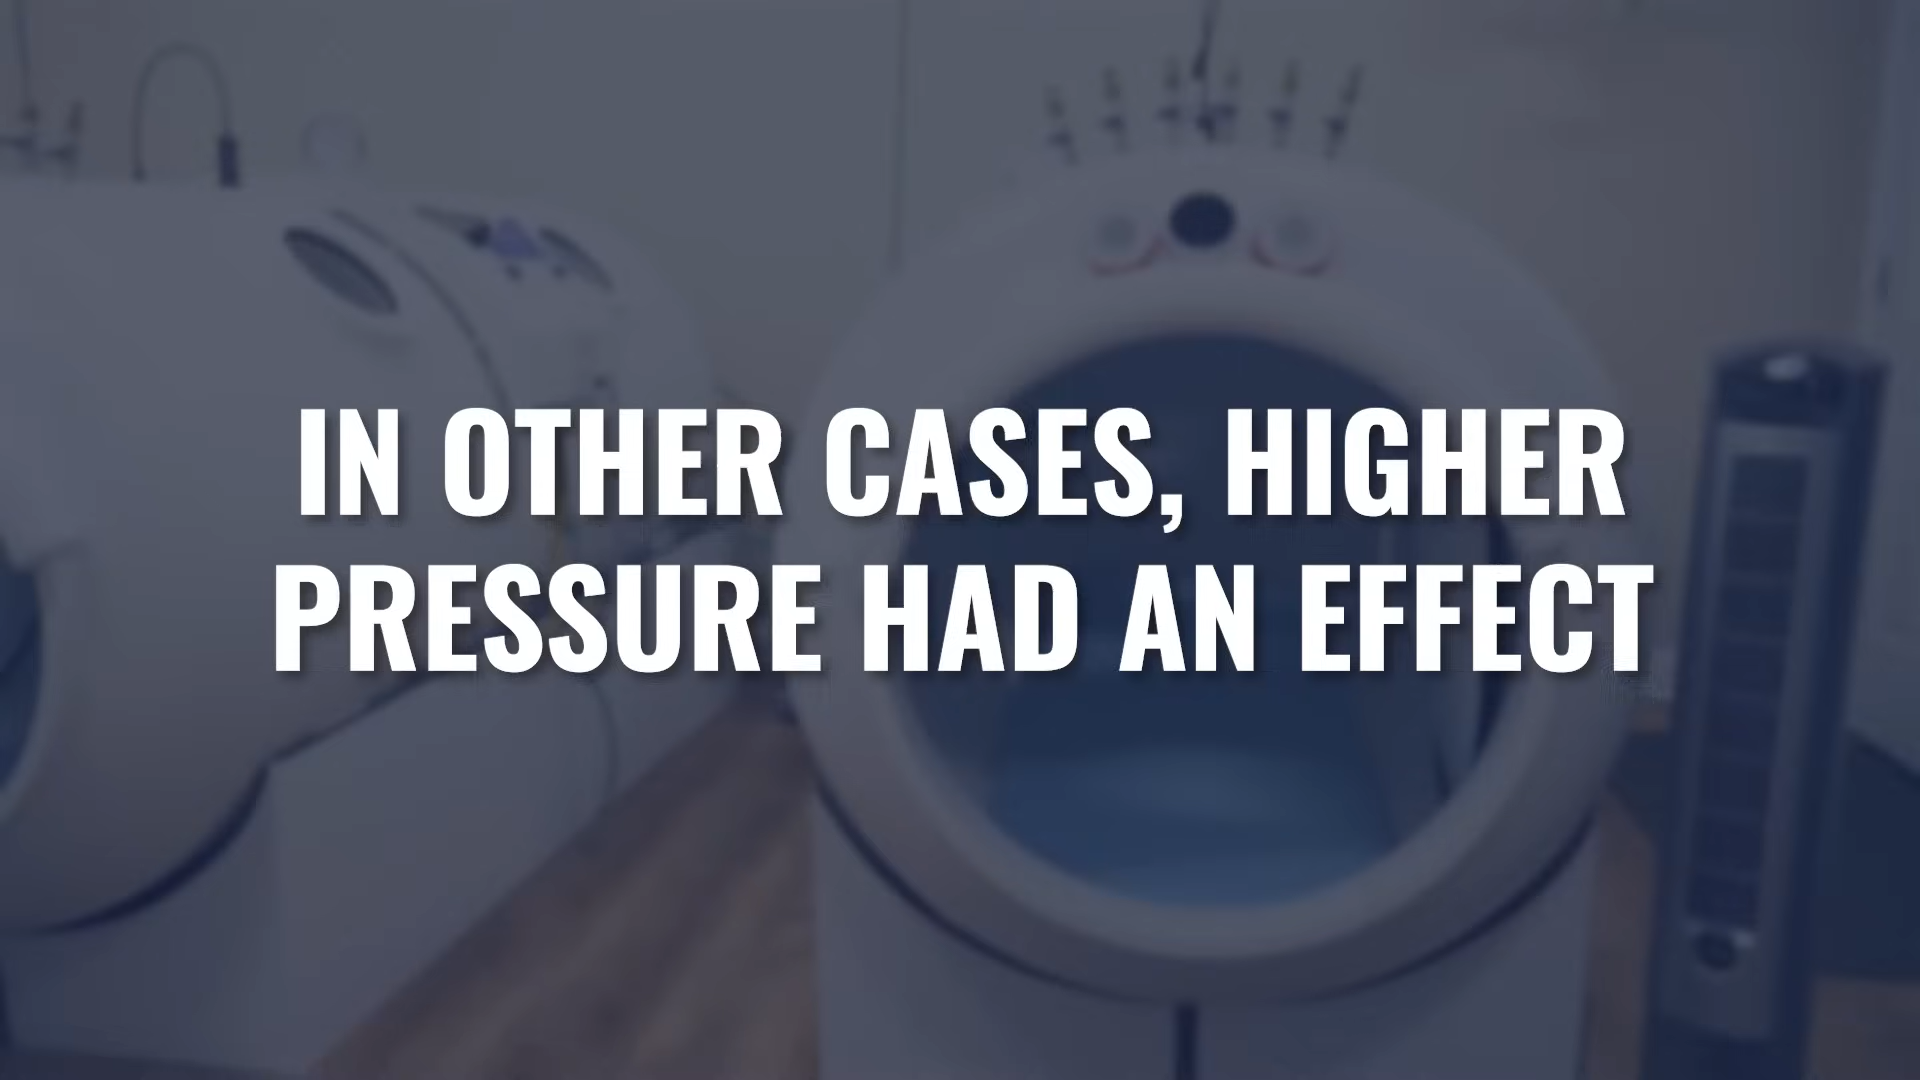 IN OTHER CASES, HIGHER
PRESSURE HAD AN EFFECT